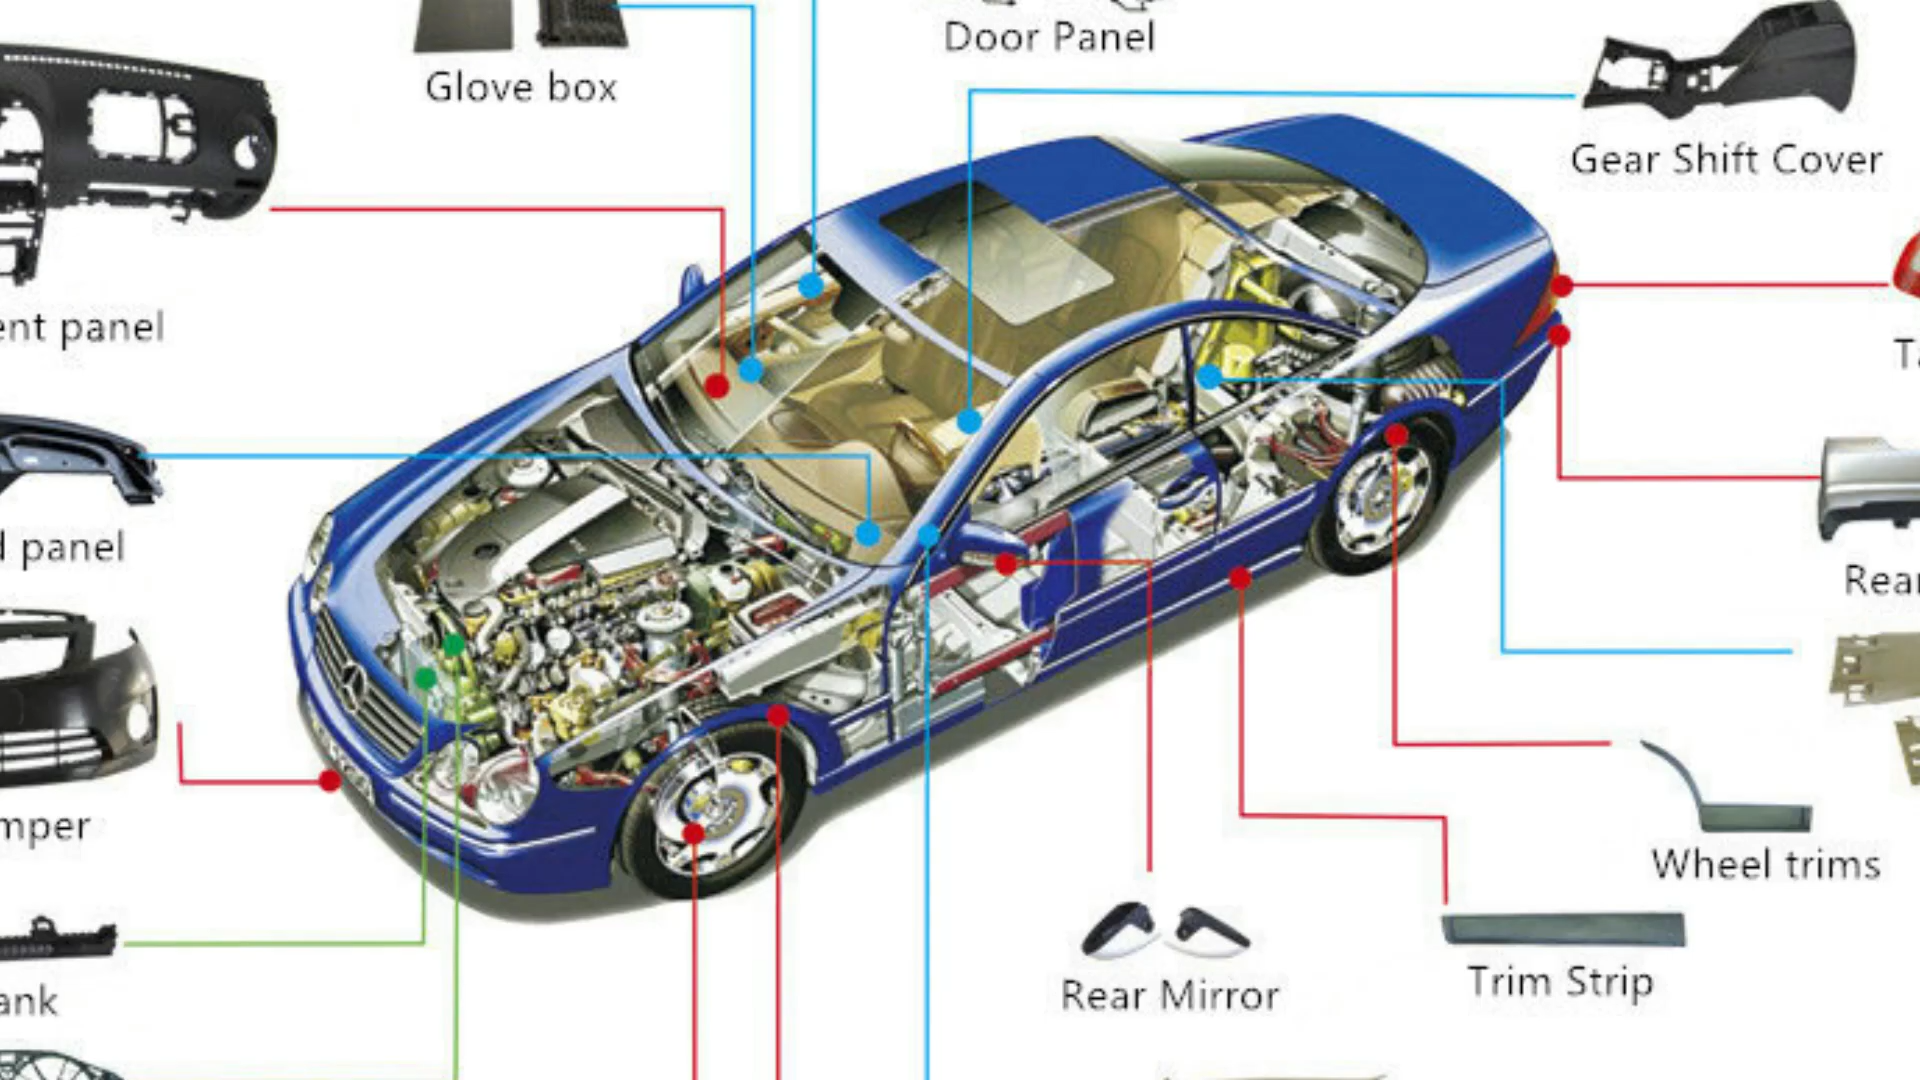 Door Panel
Glove box
Gear Shift Cover
ent panel
d panel
Rear
mper
Wheel trims
Trim Strip
Rear Mirror
ank